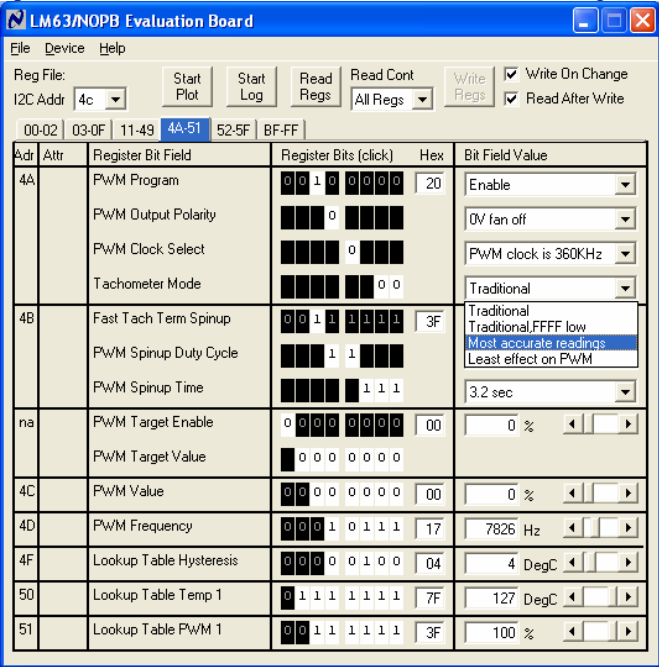 LM63/NOPB Evaluation Board
File Device Help
Reg File:
I2C Addr 4c
Start Plot
Start Log
Read Regs
Read Cont
All Regs
Write Regs
Write On Change
Read After Write
00-02 03-0F 11-49 4A-51 52-5F BF-FF
Adr Attr Register Bit Field Register Bits (click) Hex Bit Field Value
4A PWM Program 0 0 1 0 0 0 0 0 20 Enable
PWM Output Polarity 0 0V fan off
PWM Clock Select 0 PWM clock is 360KHz
Tachometer Mode 0 0 Traditional
Traditional
Traditional,FFFF low
Most accurate readings
Least effect on PWM
4B Fast Tach Term Spinup 0 0 1 1 1 1 1 1 3F
PWM Spinup Duty Cycle 1 1
PWM Spinup Time 1 1 1 3.2 sec
na PWM Target Enable 0 0 0 0 0 0 0 0 00 0 %
PWM Target Value 0 0 0 0 0 0 0
4C PWM Value 0 0 0 0 0 0 0 0 00 0 %
4D PWM Frequency 0 0 0 1 0 1 1 1 17 7826 Hz
4F Lookup Table Hysteresis 0 0 0 0 0 1 0 0 04 4 DegC
50 Lookup Table Temp 1 0 1 1 1 1 1 1 1 7F 127 DegC
51 Lookup Table PWM 1 0 0 1 1 1 1 1 1 3F 100 %